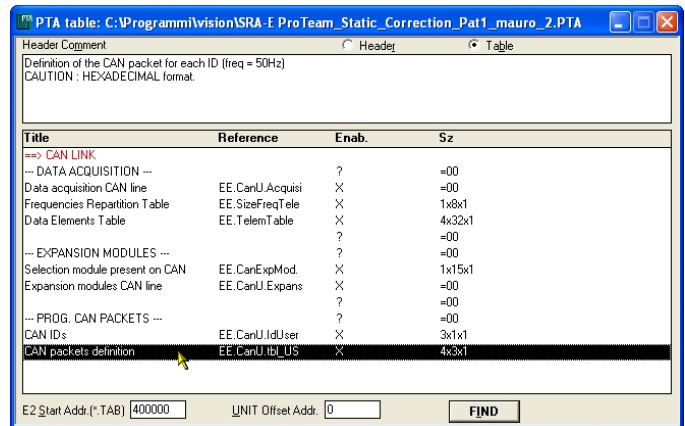 PTA table: C:\Programmi\vision\SRA-E ProTeam_Static_Correction_Pat1_mauro_2.PTA
Header Comment Header Table
Definition of the CAN packet for each ID (freq = 50Hz)
CAUTION : HEXADECIMAL format.
Title Reference Enab. Sz
==> CAN LINK
--- DATA ACQUISITION --- ? =00
Data acquisition CAN line EE.CanU.Acquisi X =00
Frequencies Repartition Table EE.SizeFreqTele X 1x8x1
Data Elements Table EE.TelemTable X 4x32x1
? =00
--- EXPANSION MODULES --- ? =00
Selection module present on CAN EE.CanExpMod. X 1x15x1
Expansion modules CAN line EE.CanU.Expans X =00
? =00
--- PROG. CAN PACKETS --- ? =00
CAN IDs EE.CanU.IdUser X 3x1x1
CAN packets definition EE.CanU.tbl_US X 4x3x1
E2 Start Addr.(*.TAB) 400000 UNIT Offset Addr. 0 FIND